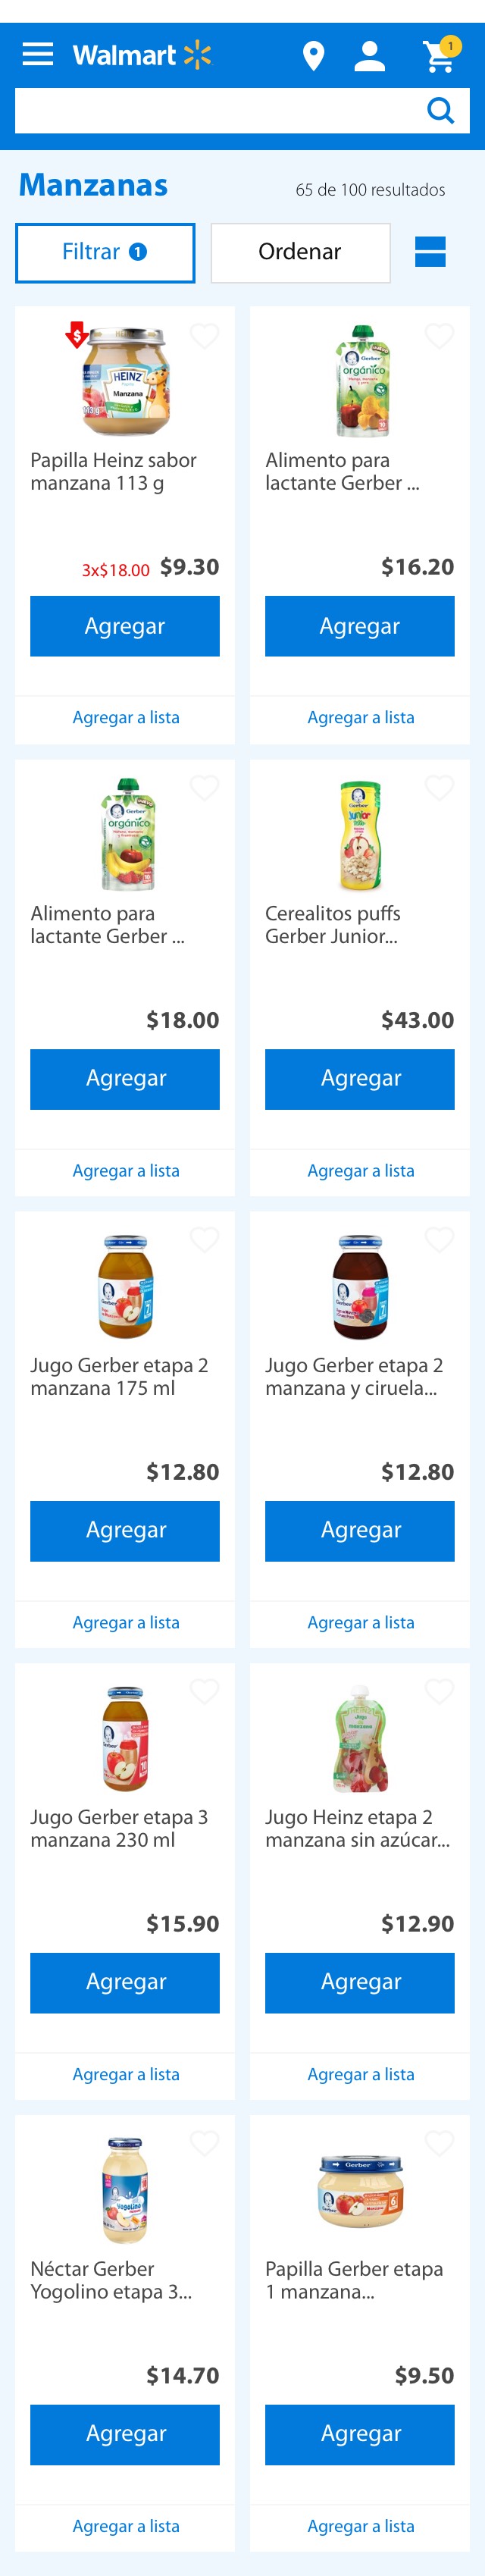 Walmart
1
Manzanas
65 de 100 resultados
Filtrar 1
Ordenar
$
HEINZ
Manzana
Papilla Heinz sabor
manzana 113 g
3x$18.00 $9.30
Agregar
Agregar a lista
Gerber
orgánico
Alimento para
lactante Gerber ...
$16.20
Agregar
Agregar a lista
Gerber
orgánico
Alimento para
lactante Gerber ...
$18.00
Agregar
Agregar a lista
Gerber
Junior
Cerealitos puffs
Gerber Junior...
$43.00
Agregar
Agregar a lista
Gerber
Jugo Gerber etapa 2
manzana 175 ml
$12.80
Agregar
Agregar a lista
Gerber
Jugo Gerber etapa 2
manzana y ciruela...
$12.80
Agregar
Agregar a lista
Gerber
Jugo Gerber etapa 3
manzana 230 ml
$15.90
Agregar
Agregar a lista
Jugo
Jugo Heinz etapa 2
manzana sin azúcar...
$12.90
Agregar
Agregar a lista
Yogolino
Néctar Gerber
Yogolino etapa 3...
$14.70
Agregar
Agregar a lista
Gerber
Papilla Gerber etapa
1 manzana...
$9.50
Agregar
Agregar a lista